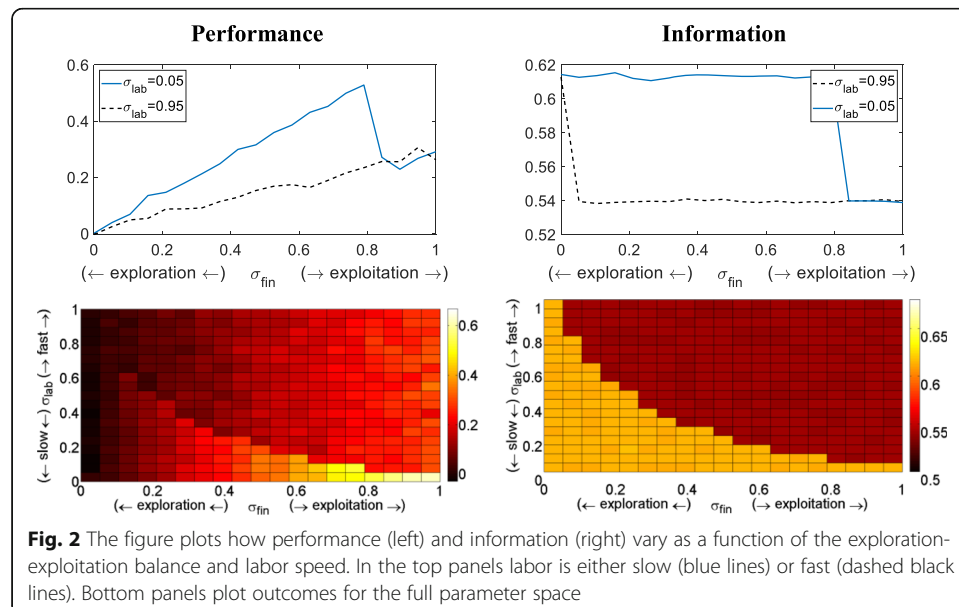 Performance
0.6
0.4
0.2
0
σlab=0.05
σlab=0.95
0 0.2 0.4 0.6 0.8 1
(← exploration ←) σfin (→ exploitation →)
Information
0.62
0.6
0.58
0.56
0.54
0.52
σlab=0.95
σlab=0.05
0 0.2 0.4 0.6 0.8 1
(← exploration ←) σfin (→ exploitation →)
1
0.8
0.6
0.4
0.2
0
(← slow ←) σlab (→ fast →)
0.2 0.4 0.6 0.8 1
(← exploration ←) σfin (→ exploitation →)
0.6
0.4
0.2
0
1
0.8
0.6
0.4
0.2
0
(← slow ←) σlab (→ fast →)
0 0.2 0.4 0.6 0.8 1
(← exploration ←) σfin (→ exploitation →)
0.65
0.6
0.55
0.5
Fig. 2 The figure plots how performance (left) and information (right) vary as a function of the exploration-
exploitation balance and labor speed. In the top panels labor is either slow (blue lines) or fast (dashed black
lines). Bottom panels plot outcomes for the full parameter space